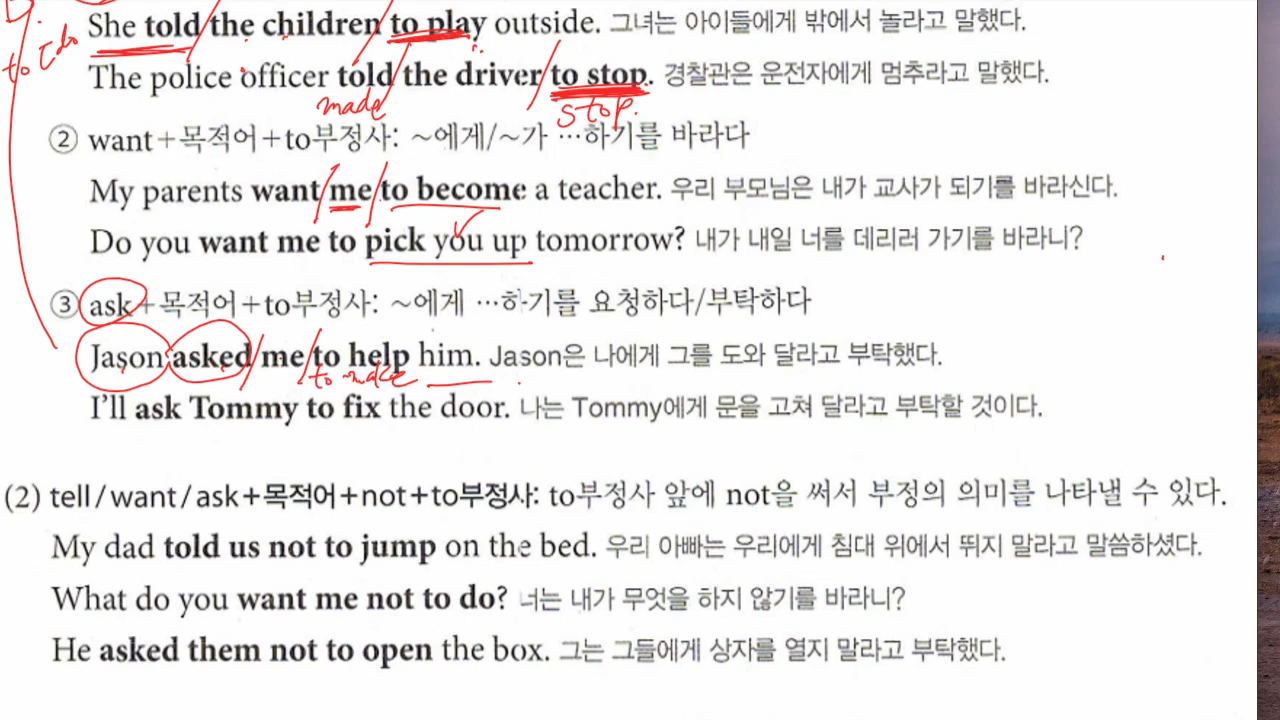 to do
She told the children to play outside. 그녀는 아이들에게 밖에서 놀라고 말했다.
The police officer told the driver to stop. 경찰관은 운전자에게 멈추라고 말했다.
made stop.
② want+목적어+to부정사: ~에게/~가 …하기를 바라다
My parents want me to become a teacher. 우리 부모님은 내가 교사가 되기를 바라신다.
Do you want me to pick you up tomorrow? 내가 내일 너를 데리러 가기를 바라니?
③ ask+목적어+to부정사: ~에게 …하기를 요청하다/부탁하다
Jason asked me to help him. Jason은 나에게 그를 도와 달라고 부탁했다.
to make
I'll ask Tommy to fix the door. 나는 Tommy에게 문을 고쳐 달라고 부탁할 것이다.
(2) tell/want/ask+목적어+not+to부정사: to부정사 앞에 not을 써서 부정의 의미를 나타낼 수 있다.
My dad told us not to jump on the bed. 우리 아빠는 우리에게 침대 위에서 뛰지 말라고 말씀하셨다.
What do you want me not to do? 너는 내가 무엇을 하지 않기를 바라니?
He asked them not to open the box. 그는 그들에게 상자를 열지 말라고 부탁했다.